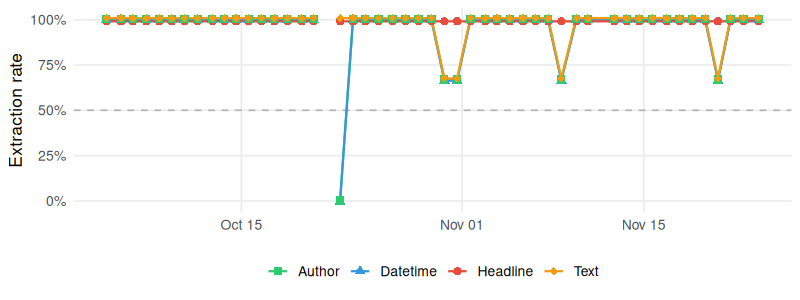 Extraction rate
100%
75%
50%
25%
0%
Oct 15 Nov 01 Nov 15
Author Datetime Headline Text